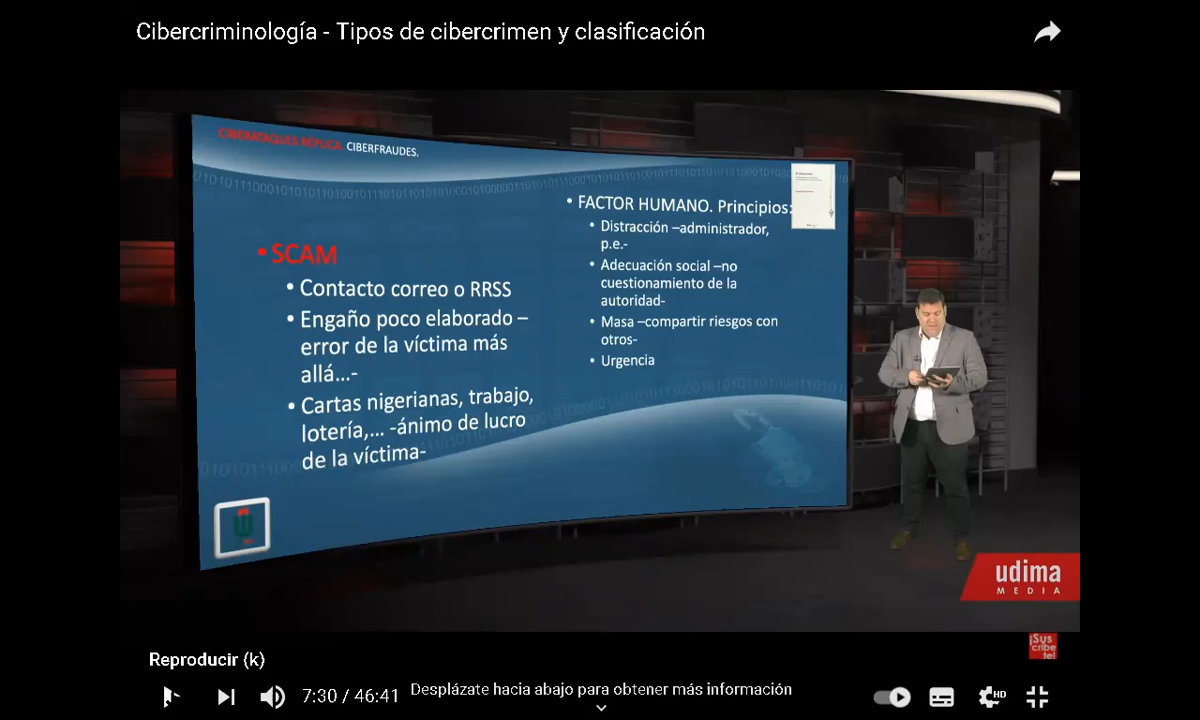 Cibercriminología - Tipos de cibercrimen y clasificación
CIBERATAQUES RÉPLICA. CIBERFRAUDES.
• SCAM
• Contacto correo o RRSS
• Engaño poco elaborado –
error de la víctima más
allá…-
• Cartas nigerianas, trabajo,
lotería,… -ánimo de lucro
de la víctima-
• FACTOR HUMANO. Principios:
• Distracción –administrador,
p.e.-
• Adecuación social –no
cuestionamiento de la
autoridad-
• Masa –compartir riesgos con
otros-
• Urgencia
udima
MEDIA
¡Sus
cribe
te!
Reproducir (k)
7:30 / 46:41
Desplázate hacia abajo para obtener más información
HD